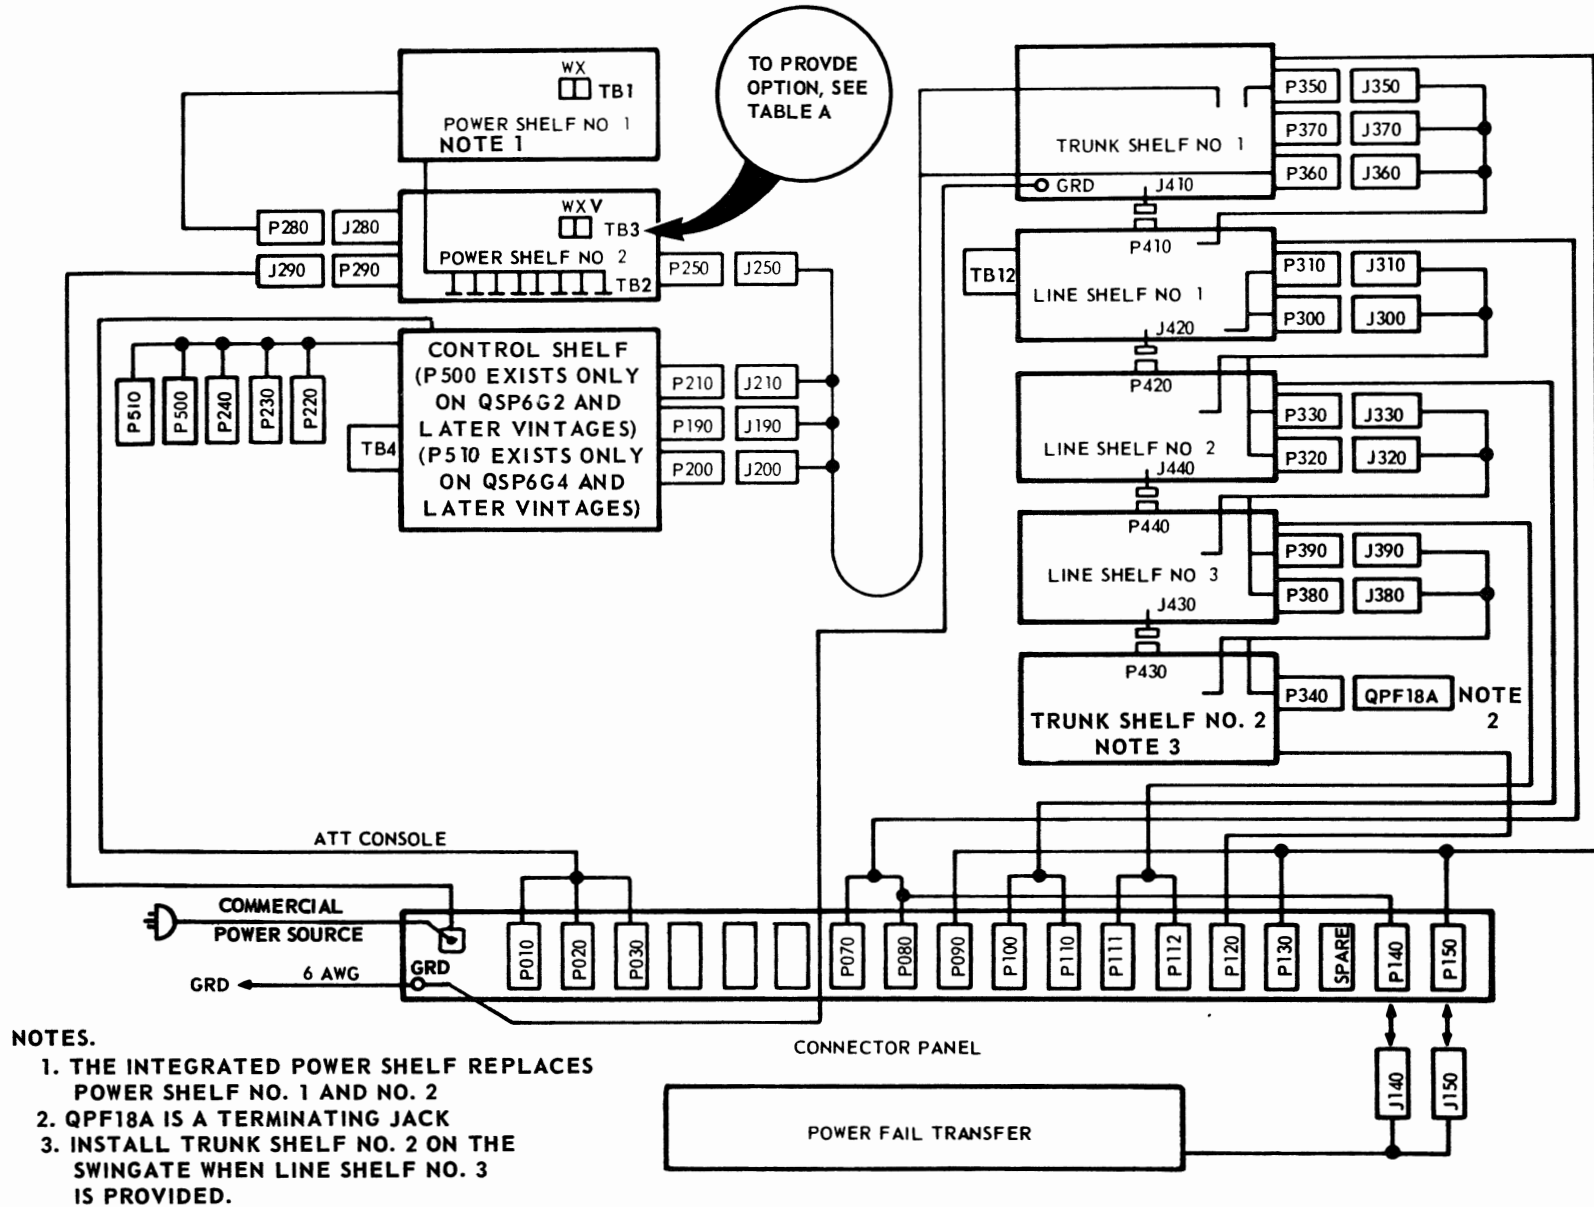 WX
TB1
POWER SHELF NO 1
NOTE 1
TO PROVDE
OPTION, SEE
TABLE A
WX V
TB3
POWER SHELF NO 2
TB2
P280
J280
J290
P290
P250
J250
CONTROL SHELF
(P500 EXISTS ONLY
ON QSP6G2 AND
LATER VINTAGES)
(P510 EXISTS ONLY
ON QSP6G4 AND
LATER VINTAGES)
P510
P500
P240
P230
P220
TB4
P210
J210
P190
J190
P200
J200
TRUNK SHELF NO 1
GRD
J410
P350
J350
P370
J370
P360
J360
P410
TB12
LINE SHELF NO 1
J420
P310
J310
P300
J300
P420
LINE SHELF NO 2
J440
P330
J330
P320
J320
P440
LINE SHELF NO 3
J430
P390
J390
P380
J380
P430
TRUNK SHELF NO. 2
NOTE 3
P340
QPF18A
NOTE
2
ATT CONSOLE
COMMERCIAL
POWER SOURCE
GRD
6 AWG
GRD
P010
P020
P030
P070
P080
P090
P100
P110
P111
P112
P120
P130
SPARE
P140
P150
CONNECTOR PANEL
J140
J150
POWER FAIL TRANSFER
NOTES.
1. THE INTEGRATED POWER SHELF REPLACES
POWER SHELF NO. 1 AND NO. 2
2. QPF18A IS A TERMINATING JACK
3. INSTALL TRUNK SHELF NO. 2 ON THE
SWINGATE WHEN LINE SHELF NO. 3
IS PROVIDED.